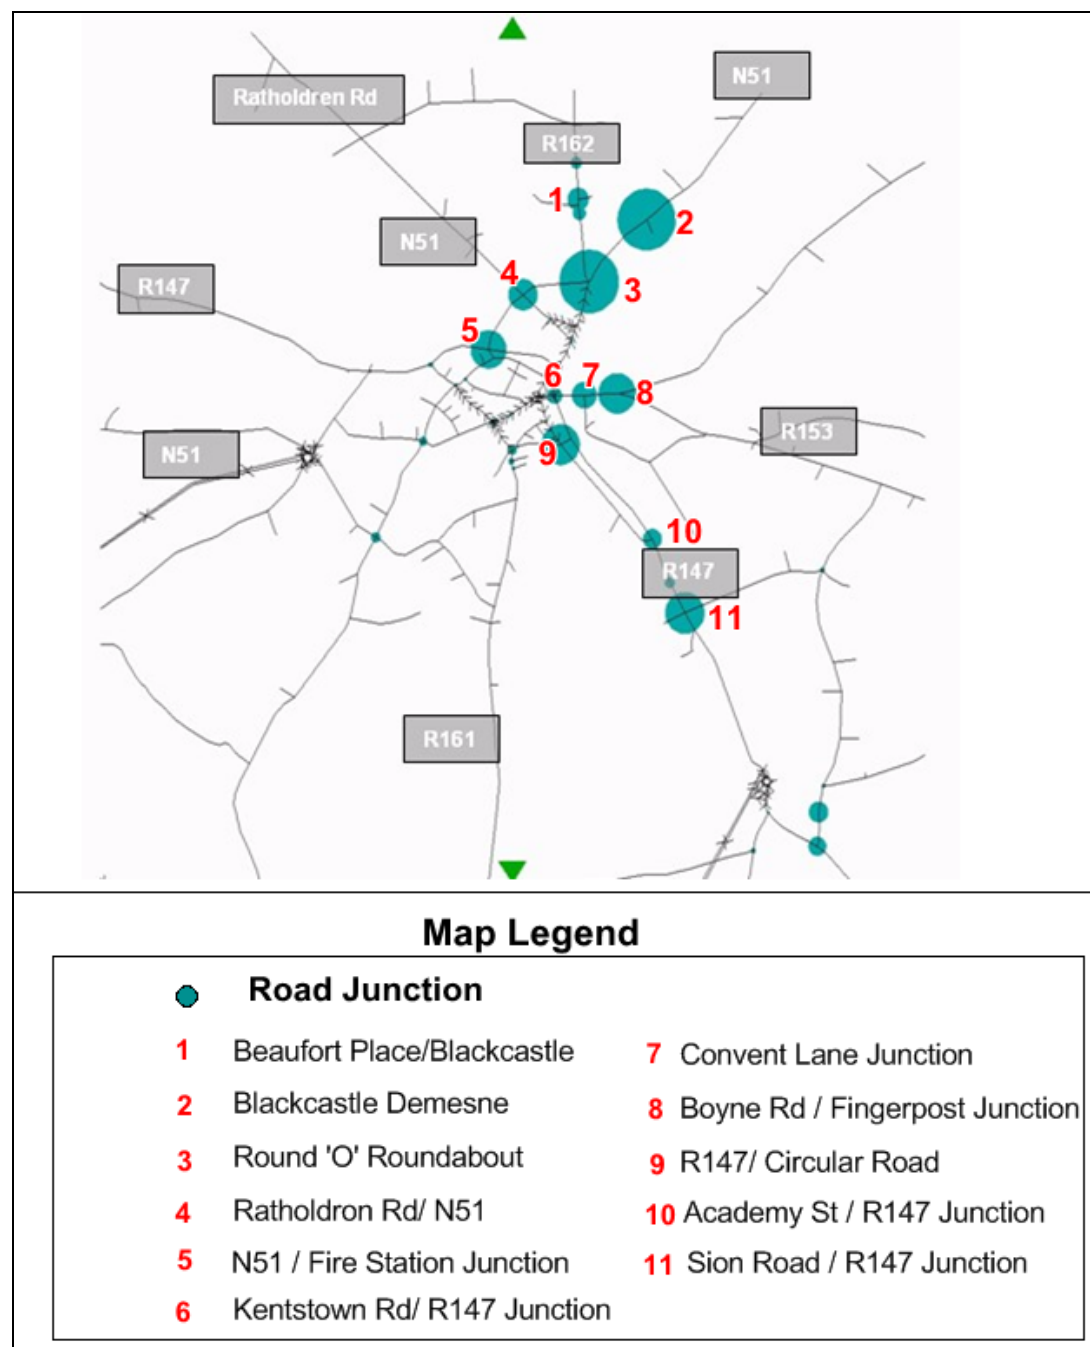 Ratholdren Rd
N51
R162
1
2
N51
4
R147
3
5
6
7
8
R153
N51
9
10
R147
11
R161
Map Legend
Road Junction
1 Beaufort Place/Blackcastle
2 Blackcastle Demesne
3 Round 'O' Roundabout
4 Ratholdron Rd/ N51
5 N51 / Fire Station Junction
6 Kentstown Rd/ R147 Junction
7 Convent Lane Junction
8 Boyne Rd / Fingerpost Junction
9 R147/ Circular Road
10 Academy St / R147 Junction
11 Sion Road / R147 Junction